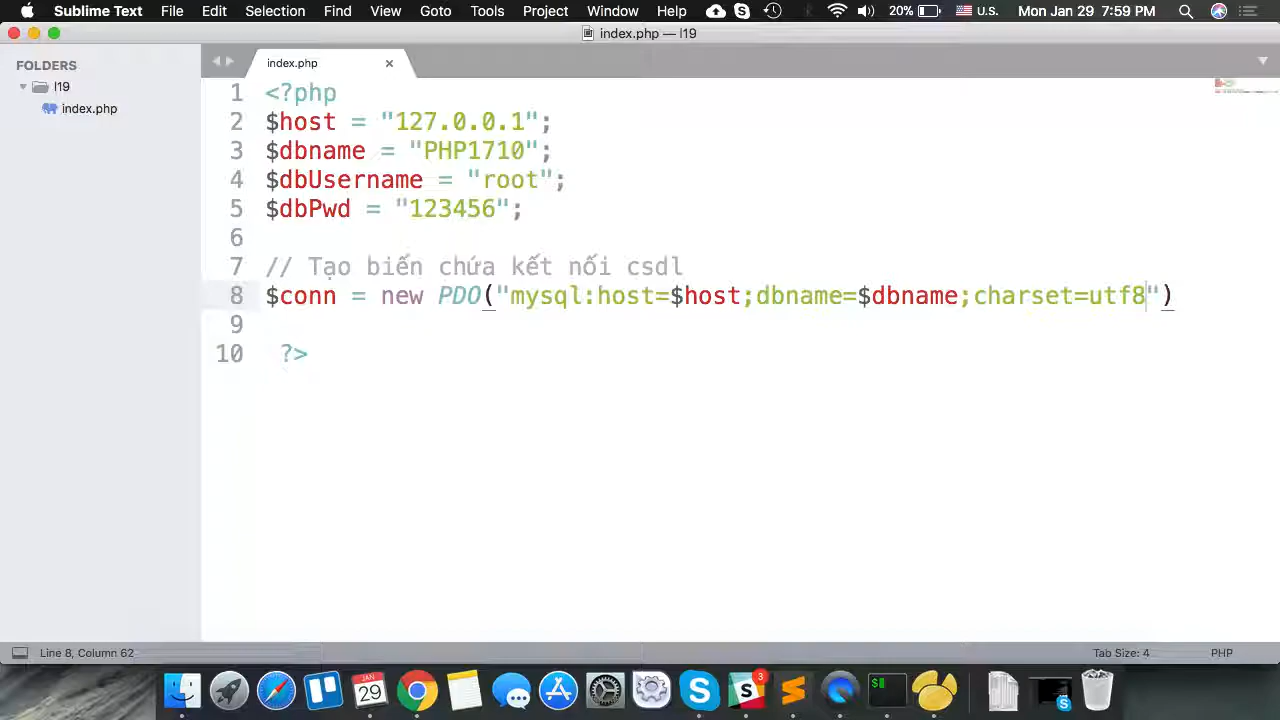 Sublime Text File Edit Selection Find View Goto Tools Project Window Help 20% U.S. Mon Jan 29 7:59 PM
index.php — l19
FOLDERS
l19
index.php
index.php
1 <?php
2 $host = "127.0.0.1";
3 $dbname = "PHP1710";
4 $dbUsername = "root";
5 $dbPwd = "123456";
6
7 // Tạo biến chứa kết nối csdl
8 $conn = new PDO("mysql:host=$host;dbname=$dbname;charset=utf8")
9
10 ?>
Line 8, Column 62 Tab Size: 4 PHP
JAN
29
3